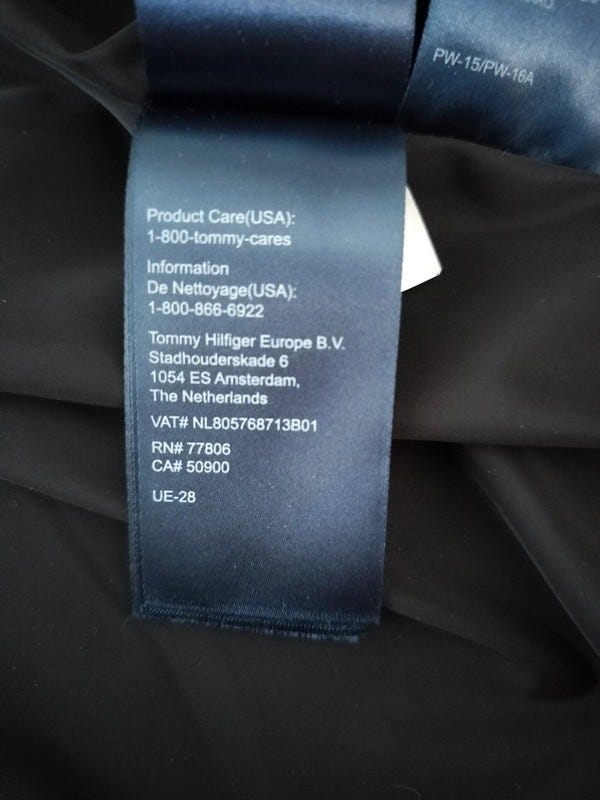 PW-15/PW-16A
Product Care(USA):
1-800-tommy-cares
Information
De Nettoyage(USA):
1-800-866-6922
Tommy Hilfiger Europe B.V.
Stadhouderskade 6
1054 ES Amsterdam,
The Netherlands
VAT# NL805768713B01
RN# 77806
CA# 50900
UE-28